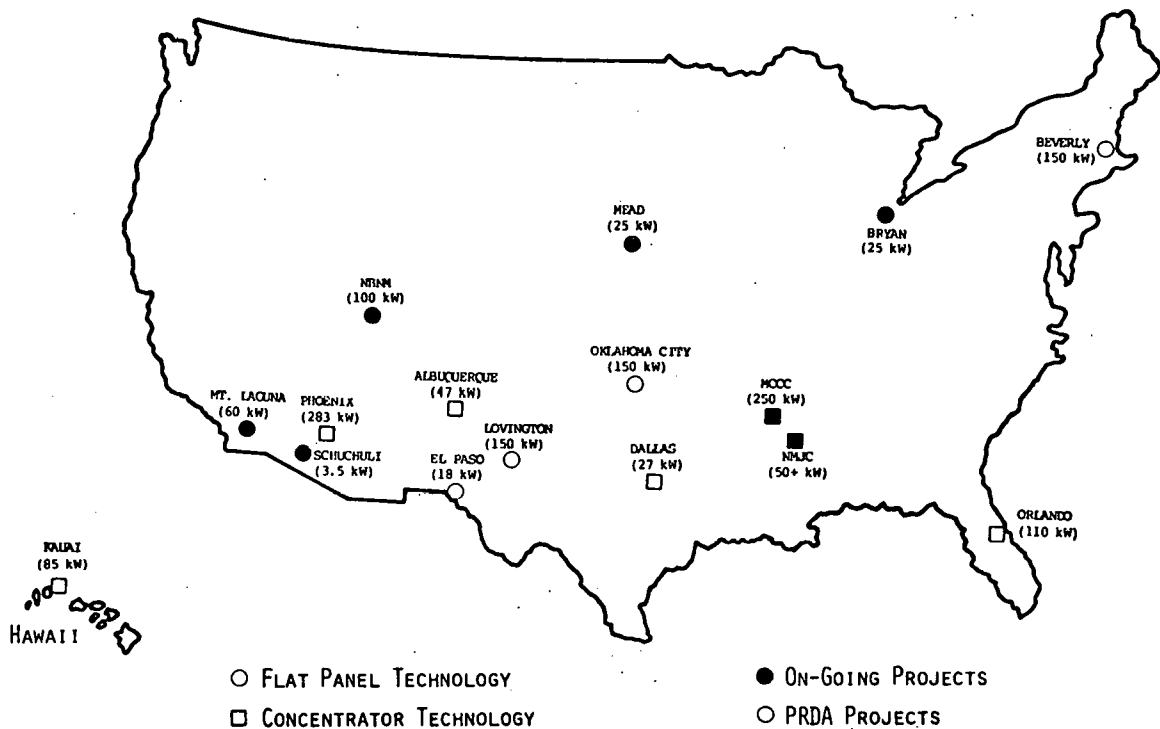 BEVERLY
(150 kW)
MEAD
(25 kW)
BRYAN
(25 kW)
NBNM
(100 kW)
OKLAHOMA CITY
(150 kW)
ALBUQUERQUE
(47 kW)
MCCC
(250 kW)
MT. LAGUNA
(60 kW)
PHOENIX
(283 kW)
LOVINGTON
(150 kW)
DALLAS
(27 kW)
NMJC
(50+ kW)
SCHUCHULI
(3.5 kW)
EL PASO
(18 kW)
ORLANDO
(110 kW)
KAUAI
(85 kW)
HAWAII
FLAT PANEL TECHNOLOGY
ON-GOING PROJECTS
CONCENTRATOR TECHNOLOGY
PRDA PROJECTS